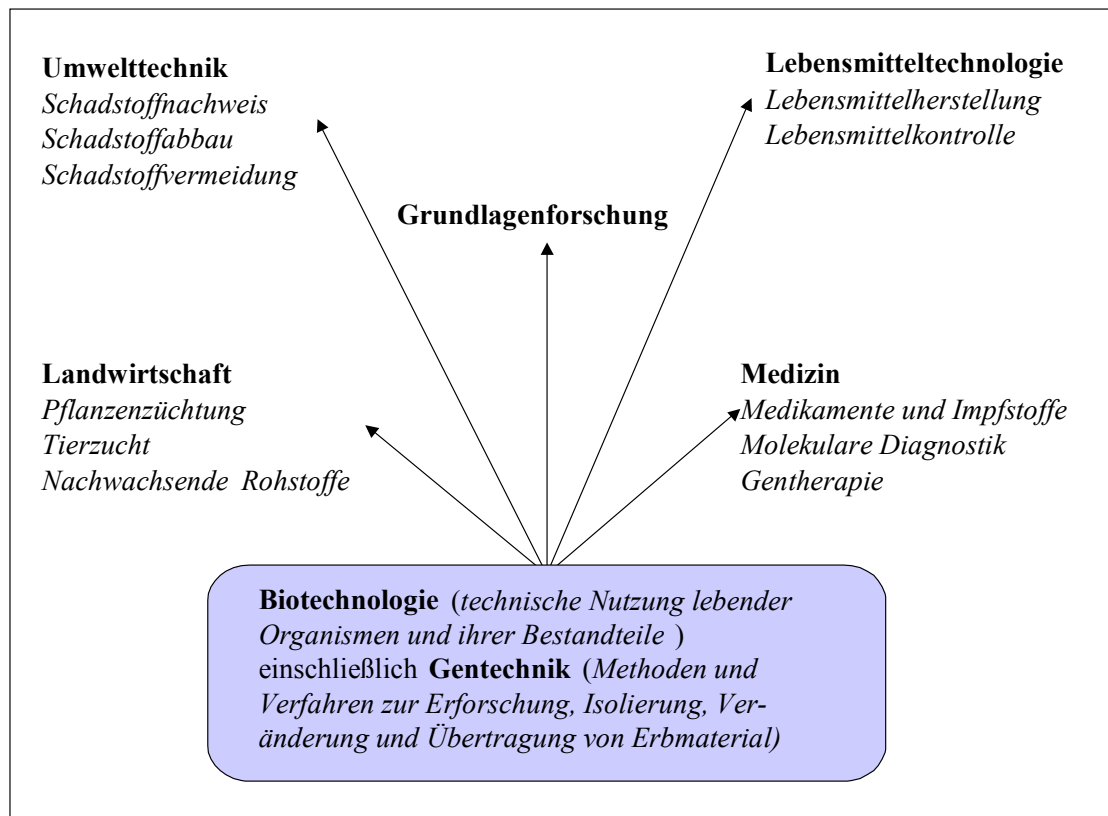 Umwelttechnik
Schadstoffnachweis
Schadstoffabbau
Schadstoffvermeidung
Lebensmitteltechnologie
Lebensmittelherstellung
Lebensmittelkontrolle
Grundlagenforschung
Landwirtschaft
Pflanzenzüchtung
Tierzucht
Nachwachsende Rohstoffe
Medizin
Medikamente und Impfstoffe
Molekulare Diagnostik
Gentherapie
Biotechnologie (technische Nutzung lebender
Organismen und ihrer Bestandteile )
einschließlich Gentechnik (Methoden und
Verfahren zur Erforschung, Isolierung, Ver-
änderung und Übertragung von Erbmaterial)